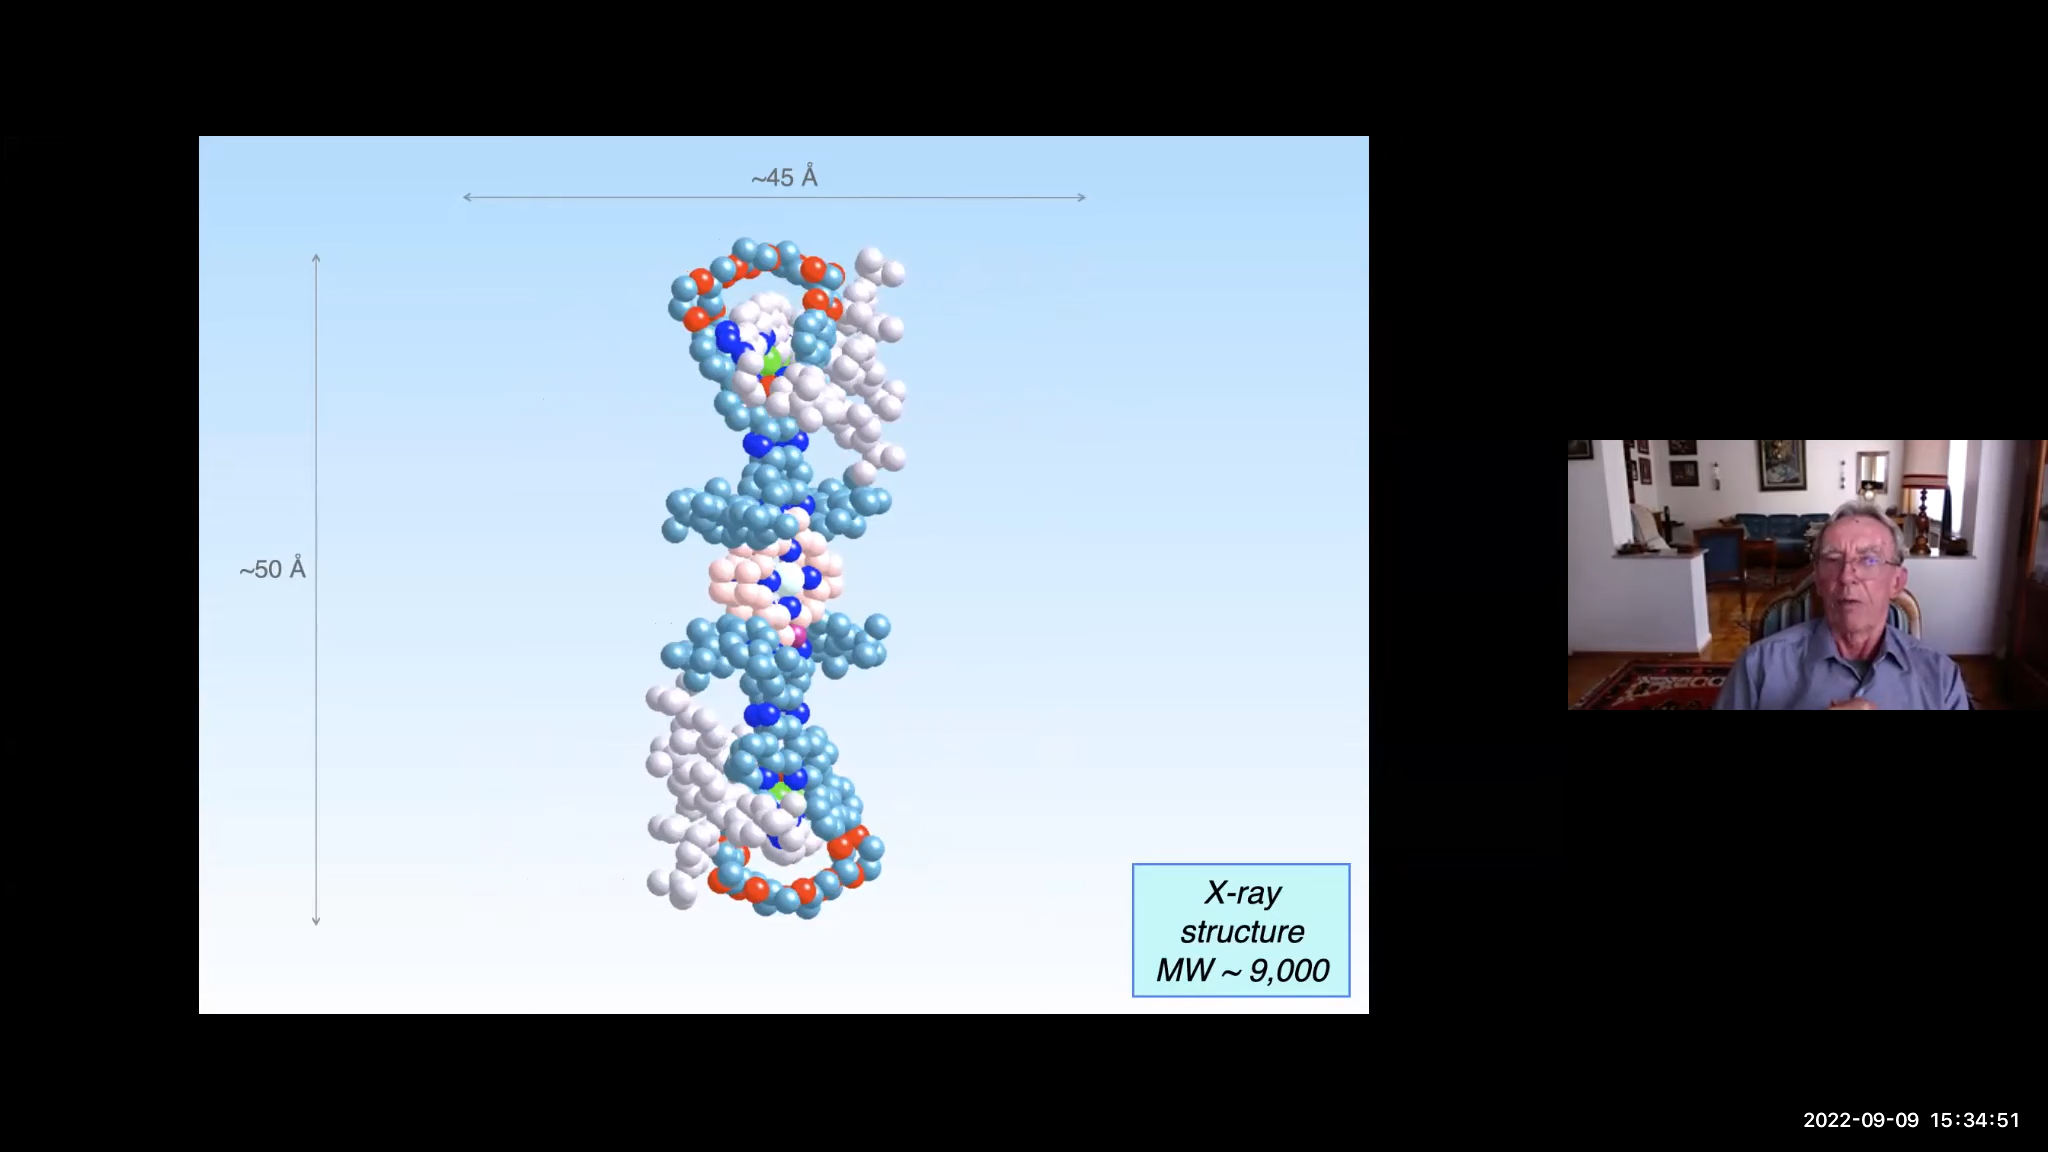 ~45 Å
~50 Å
X-ray
structure
MW ~ 9,000
2022-09-09 15:34:51